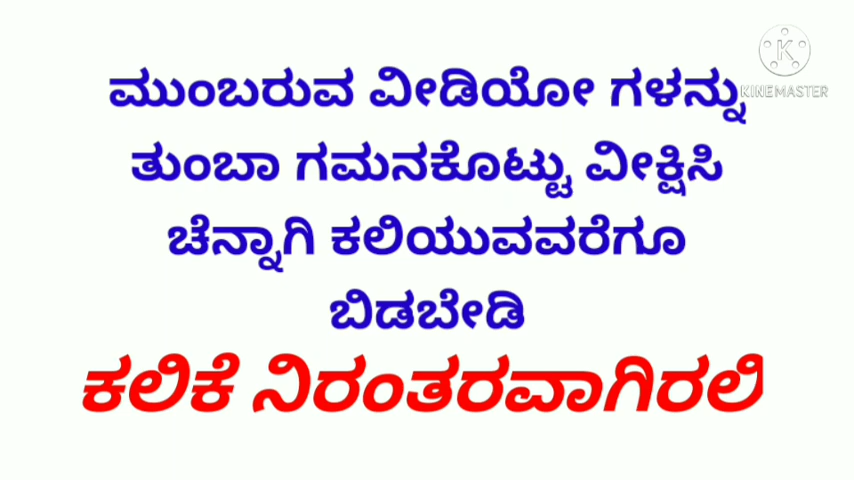 ಮುಂಬರುವ ವೀಡಿಯೋ ಗಳನ್ನು
ತುಂಬಾ ಗಮನಕೊಟ್ಟು ವೀಕ್ಷಿಸಿ
ಚೆನ್ನಾಗಿ ಕಲಿಯುವವರೆಗೂ
ಬಿಡಬೇಡಿ
ಕಲಿಕೆ ನಿರಂತರವಾಗಿರಲಿ
K
KINEMASTER